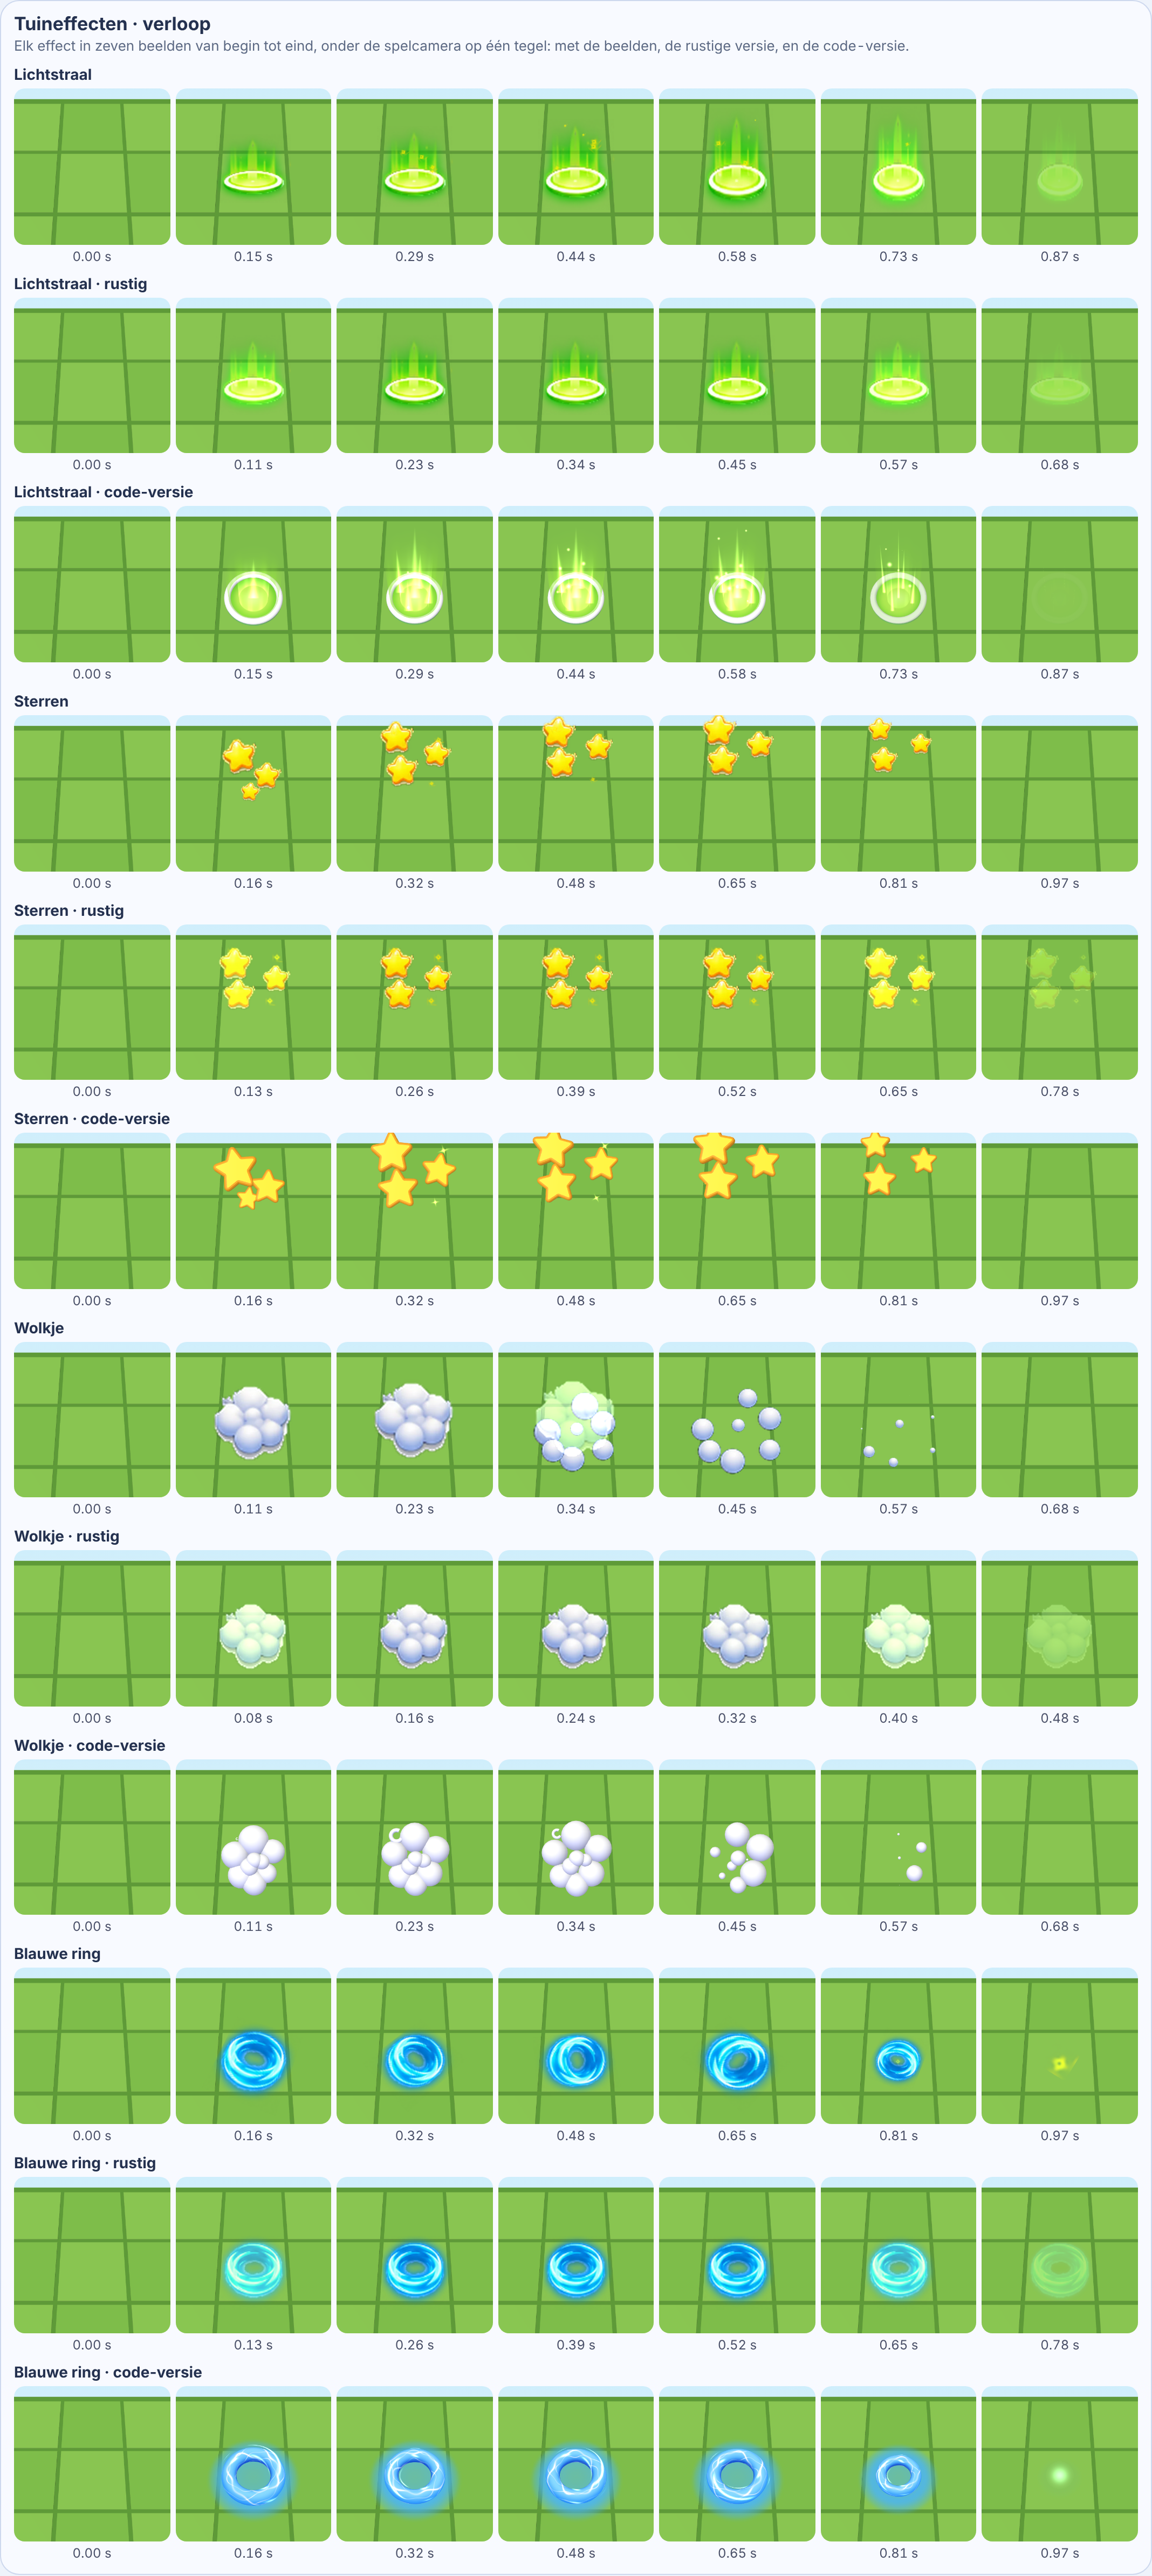 Tuineffecten · verloop
Elk effect in zeven beelden van begin tot eind, onder de spelcamera op één tegel: met de beelden, de rustige versie, en de code-versie.
Lichtstraal
0.00 s 0.15 s 0.29 s 0.44 s 0.58 s 0.73 s 0.87 s
Lichtstraal · rustig
0.00 s 0.11 s 0.23 s 0.34 s 0.45 s 0.57 s 0.68 s
Lichtstraal · code-versie
0.00 s 0.15 s 0.29 s 0.44 s 0.58 s 0.73 s 0.87 s
Sterren
0.00 s 0.16 s 0.32 s 0.48 s 0.65 s 0.81 s 0.97 s
Sterren · rustig
0.00 s 0.13 s 0.26 s 0.39 s 0.52 s 0.65 s 0.78 s
Sterren · code-versie
0.00 s 0.16 s 0.32 s 0.48 s 0.65 s 0.81 s 0.97 s
Wolkje
0.00 s 0.11 s 0.23 s 0.34 s 0.45 s 0.57 s 0.68 s
Wolkje · rustig
0.00 s 0.08 s 0.16 s 0.24 s 0.32 s 0.40 s 0.48 s
Wolkje · code-versie
0.00 s 0.11 s 0.23 s 0.34 s 0.45 s 0.57 s 0.68 s
Blauwe ring
0.00 s 0.16 s 0.32 s 0.48 s 0.65 s 0.81 s 0.97 s
Blauwe ring · rustig
0.00 s 0.13 s 0.26 s 0.39 s 0.52 s 0.65 s 0.78 s
Blauwe ring · code-versie
0.00 s 0.16 s 0.32 s 0.48 s 0.65 s 0.81 s 0.97 s